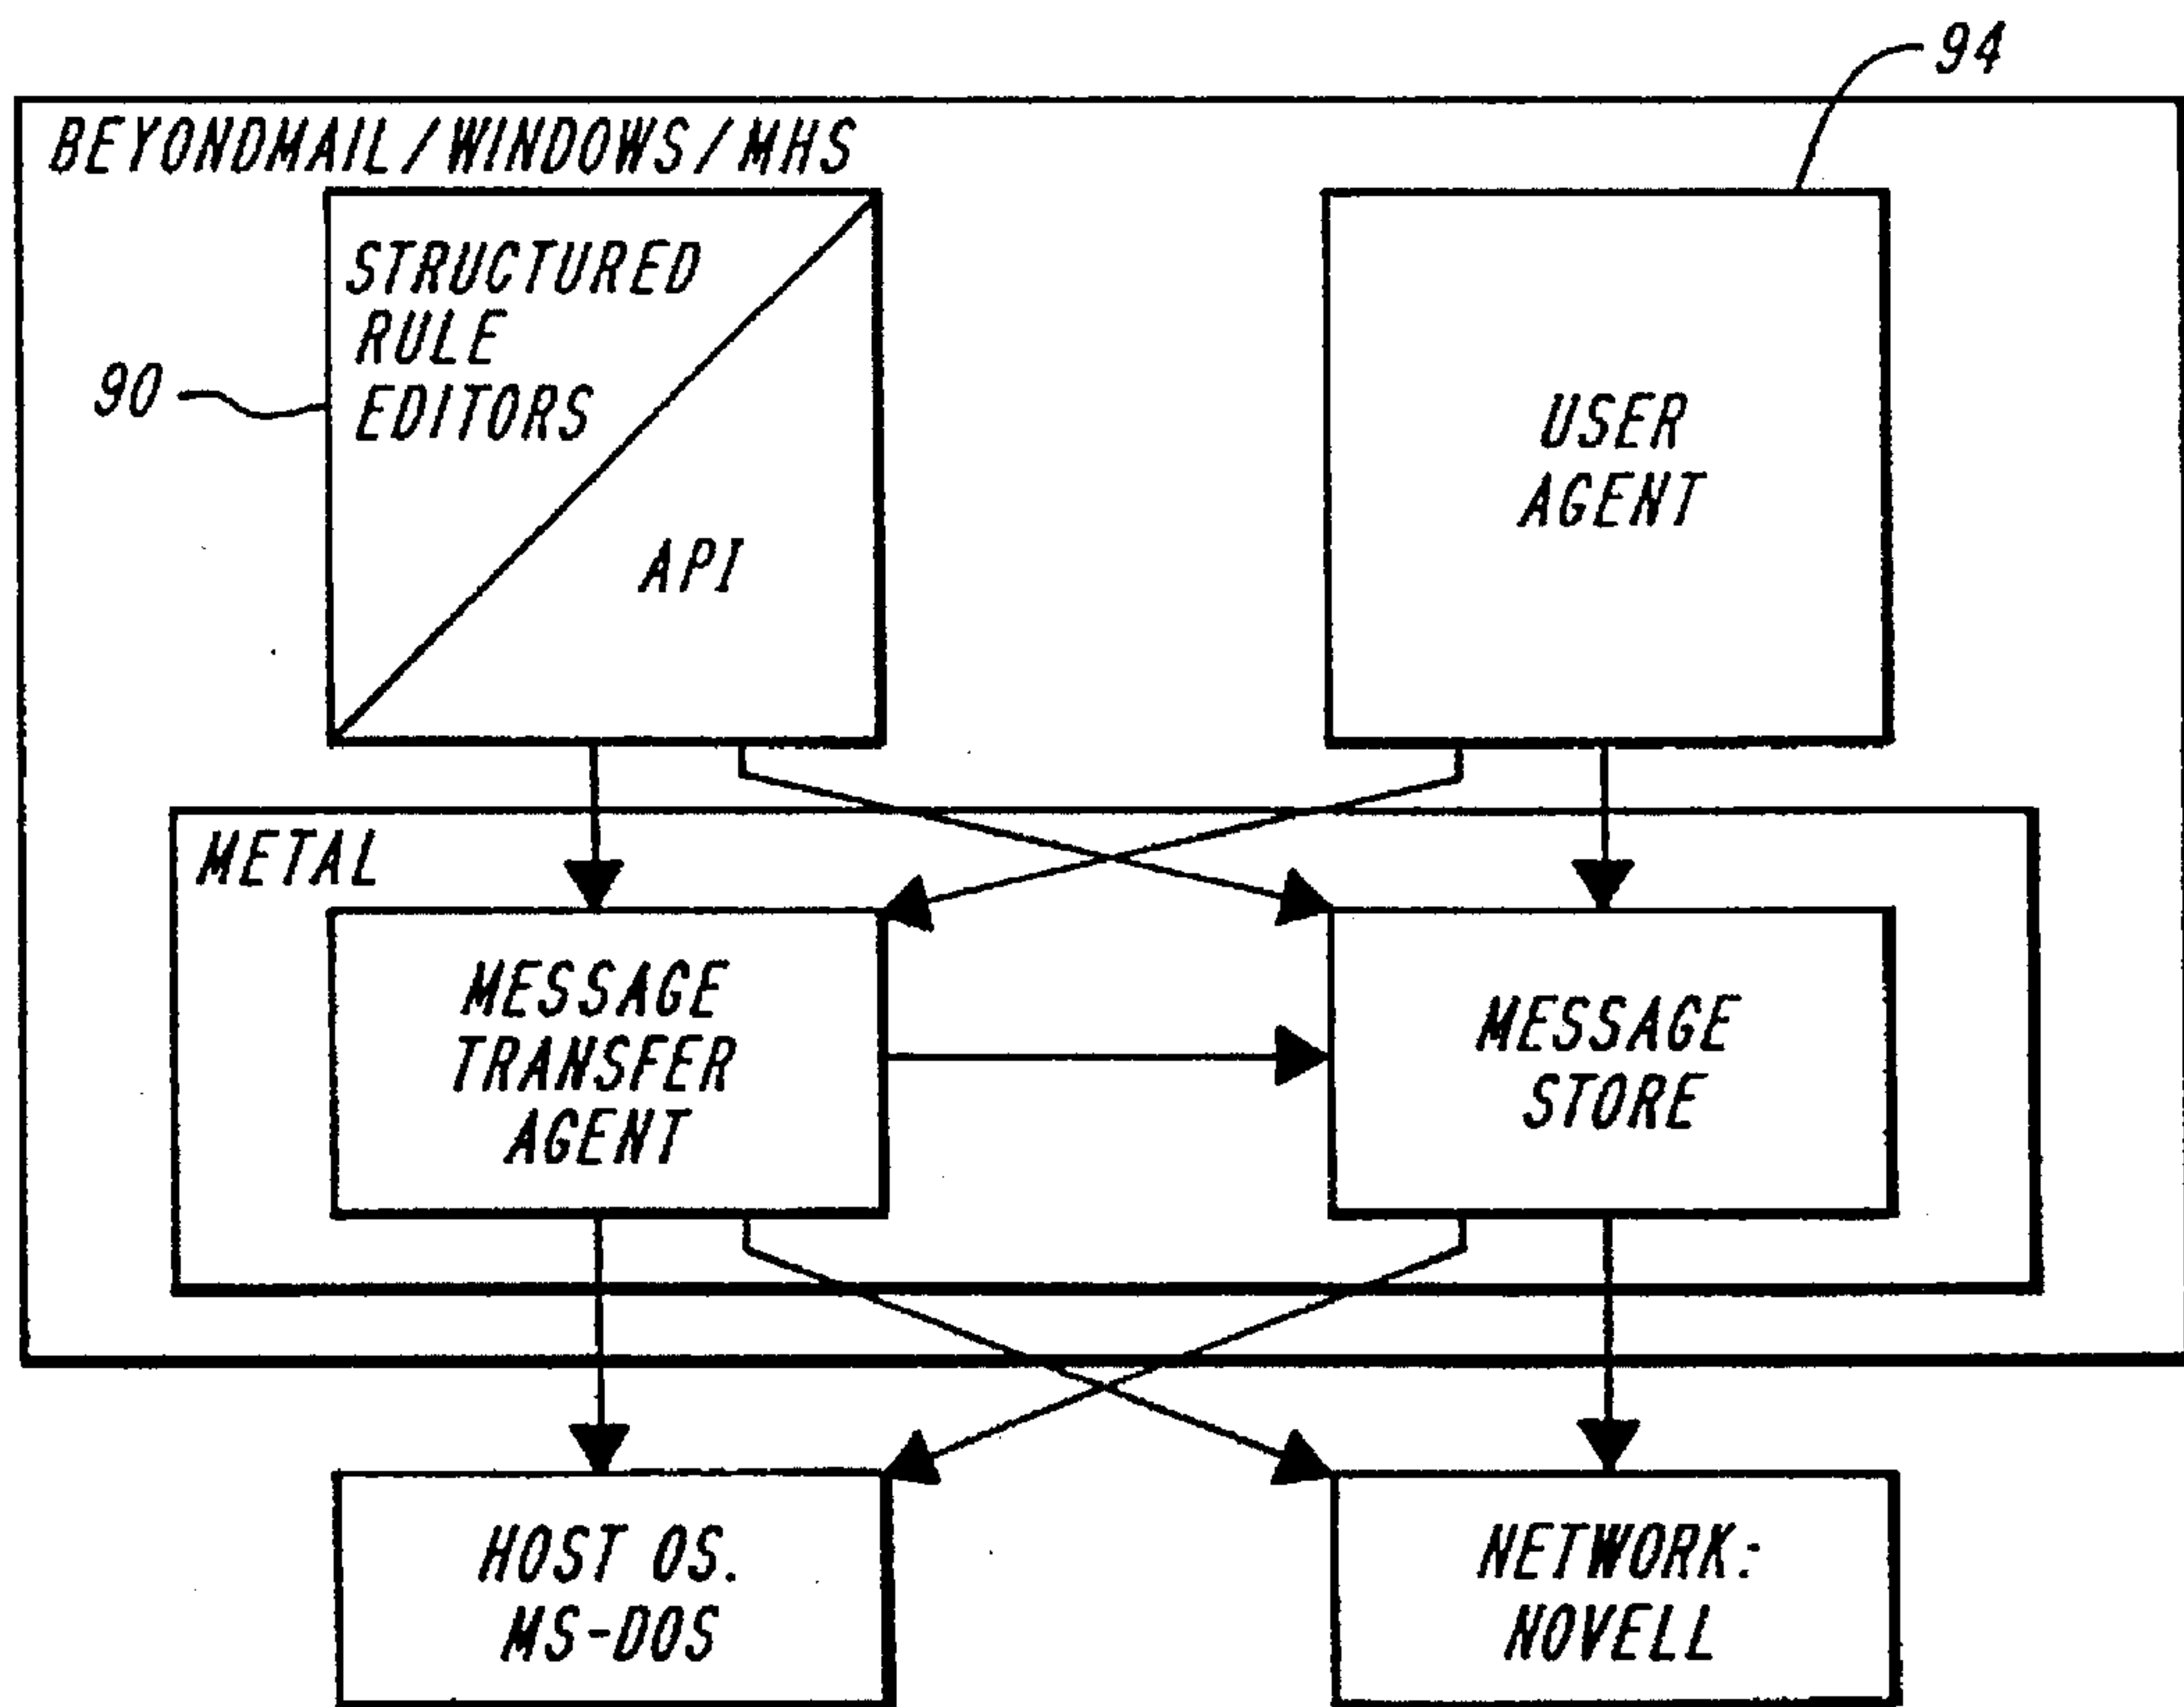 94
BEYONDMAIL/WINDOWS/MHS
STRUCTURED
RULE
EDITORS
90
API
USER
AGENT
METAL
MESSAGE
TRANSFER
AGENT
MESSAGE
STORE
HOST OS.
MS-DOS
NETWORK:
NOVELL